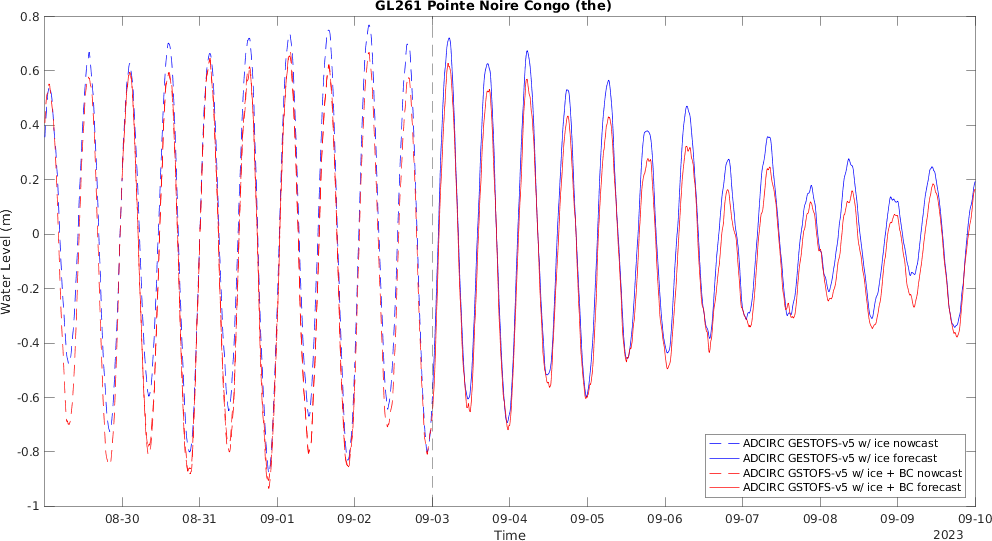 GL261 Pointe Noire Congo (the)
0.8
0.6
0.4
0.2
0
-0.2
-0.4
-0.6
-0.8
-1
Water Level (m)
08-30 08-31 09-01 09-02 09-03 09-04 09-05 09-06 09-07 09-08 09-09 09-10
Time
2023
ADCIRC GESTOFS-v5 w/ ice nowcast
ADCIRC GESTOFS-v5 w/ ice forecast
ADCIRC GSTOFS-v5 w/ ice + BC nowcast
ADCIRC GSTOFS-v5 w/ ice + BC forecast